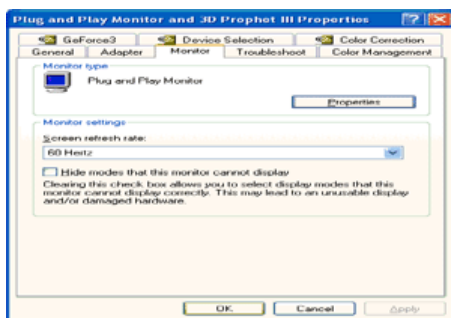 Plug and Play Monitor and 3D Prophet III Properties
GeForce3 Device Selection Color Correction
General Adapter Monitor Troubleshoot Color Management
Monitor type
Plug and Play Monitor
Properties
Monitor settings
Screen refresh rate:
60 Hertz
Hide modes that this monitor cannot display
Clearing this check box allows you to select display modes that this
monitor cannot display correctly. This may lead to an unusable display
and/or damaged hardware.
OK Cancel Apply